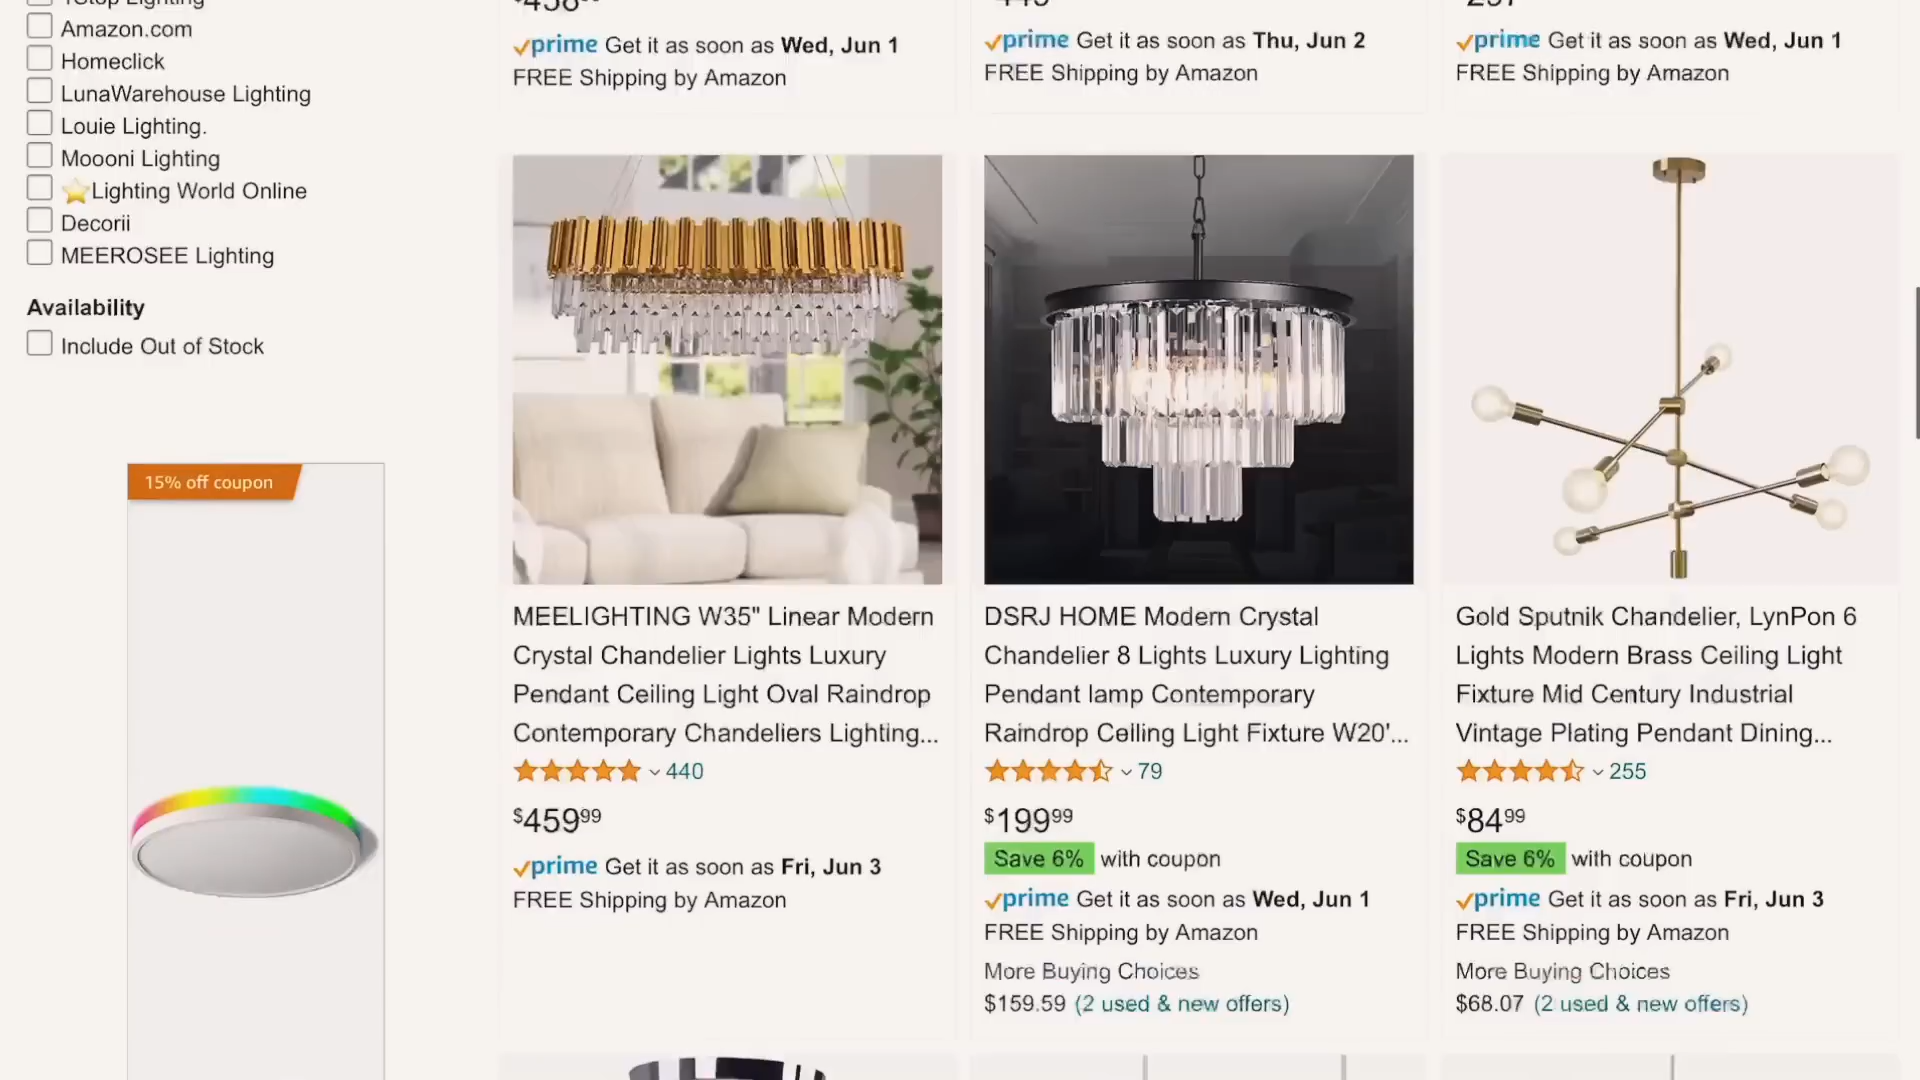 Amazon.com
Homeclick
LunaWarehouse Lighting
Louie Lighting.
Moooni Lighting
Lighting World Online
Decorii
MEEROSEE Lighting
Availability
Include Out of Stock
15% off coupon
prime Get it as soon as Wed, Jun 1
FREE Shipping by Amazon
MEELIGHTING W35" Linear Modern
Crystal Chandelier Lights Luxury
Pendant Ceiling Light Oval Raindrop
Contemporary Chandeliers Lighting...
440
$459.99
prime Get it as soon as Fri, Jun 3
FREE Shipping by Amazon
prime Get it as soon as Thu, Jun 2
FREE Shipping by Amazon
DSRJ HOME Modern Crystal
Chandelier 8 Lights Luxury Lighting
Pendant lamp Contemporary
Raindrop Celling Light Fixture W20'...
79
$199.99
Save 6% with coupon
prime Get it as soon as Wed, Jun 1
FREE Shipping by Amazon
More Buying Choices
$159.59 (2 used & new offers)
prime Get it as soon as Wed, Jun 1
FREE Shipping by Amazon
Gold Sputnik Chandelier, LynPon 6
Lights Modern Brass Ceiling Light
Fixture Mid Century Industrial
Vintage Plating Pendant Dining...
255
$84.99
Save 6% with coupon
prime Get it as soon as Fri, Jun 3
FREE Shipping by Amazon
More Buying Choices
$68.07 (2 used & new offers)